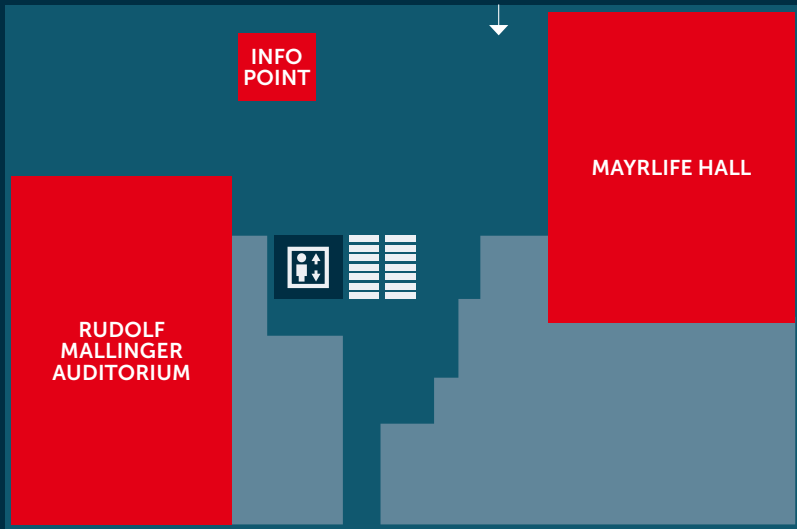 INFO
POINT
MAYRLIFE HALL
RUDOLF
MALLINGER
AUDITORIUM